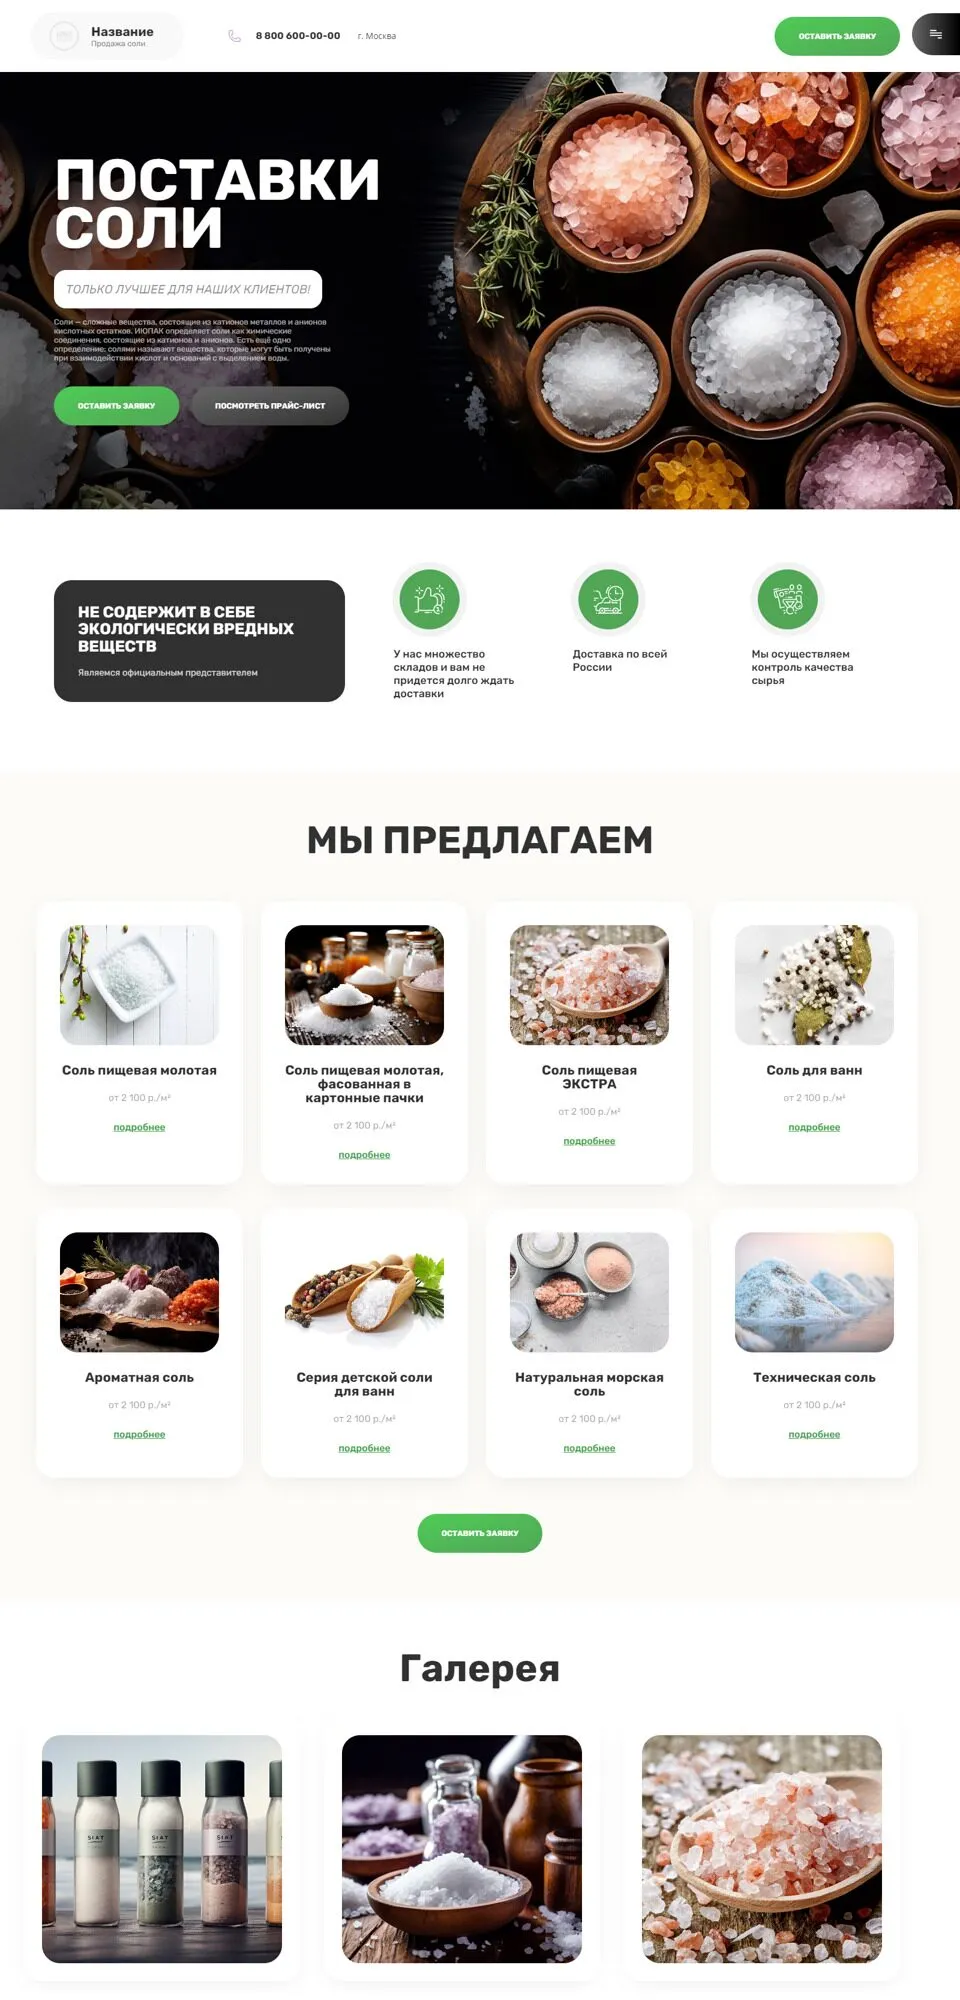 Название
Продажа соли
8 800 600-00-00
г. Москва
ОСТАВИТЬ ЗАЯВКУ
ПОСТАВКИ
СОЛИ
ТОЛЬКО ЛУЧШЕЕ ДЛЯ НАШИХ КЛИЕНТОВ!
Соли — сложные вещества, состоящие из катионов металлов и анионов
кислотных остатков. ИЮПАК определяет соли как химические
соединения, состоящие из катионов и анионов. Есть ещё одно
определение: солями называют вещества, которые могут быть получены
при взаимодействии кислот и оснований с выделением воды.
ОСТАВИТЬ ЗАЯВКУ
ПОСМОТРЕТЬ ПРАЙС-ЛИСТ
НЕ СОДЕРЖИТ В СЕБЕ
ЭКОЛОГИЧЕСКИ ВРЕДНЫХ
ВЕЩЕСТВ
Являемся официальным представителем
У нас множество
складов и вам не
придется долго ждать
доставки
Доставка по всей
России
Мы осуществляем
контроль качества
сырья
МЫ ПРЕДЛАГАЕМ
Соль пищевая молотая
от 2 100 р./м²
подробнее
Соль пищевая молотая,
фасованная в
картонные пачки
от 2 100 р./м²
подробнее
Соль пищевая
ЭКСТРА
от 2 100 р./м²
подробнее
Соль для ванн
от 2 100 р./м²
подробнее
Ароматная соль
от 2 100 р./м²
подробнее
Серия детской соли
для ванн
от 2 100 р./м²
подробнее
Натуральная морская
соль
от 2 100 р./м²
подробнее
Техническая соль
от 2 100 р./м²
подробнее
ОСТАВИТЬ ЗАЯВКУ
Галерея
SIAT
SIAT
SIAT